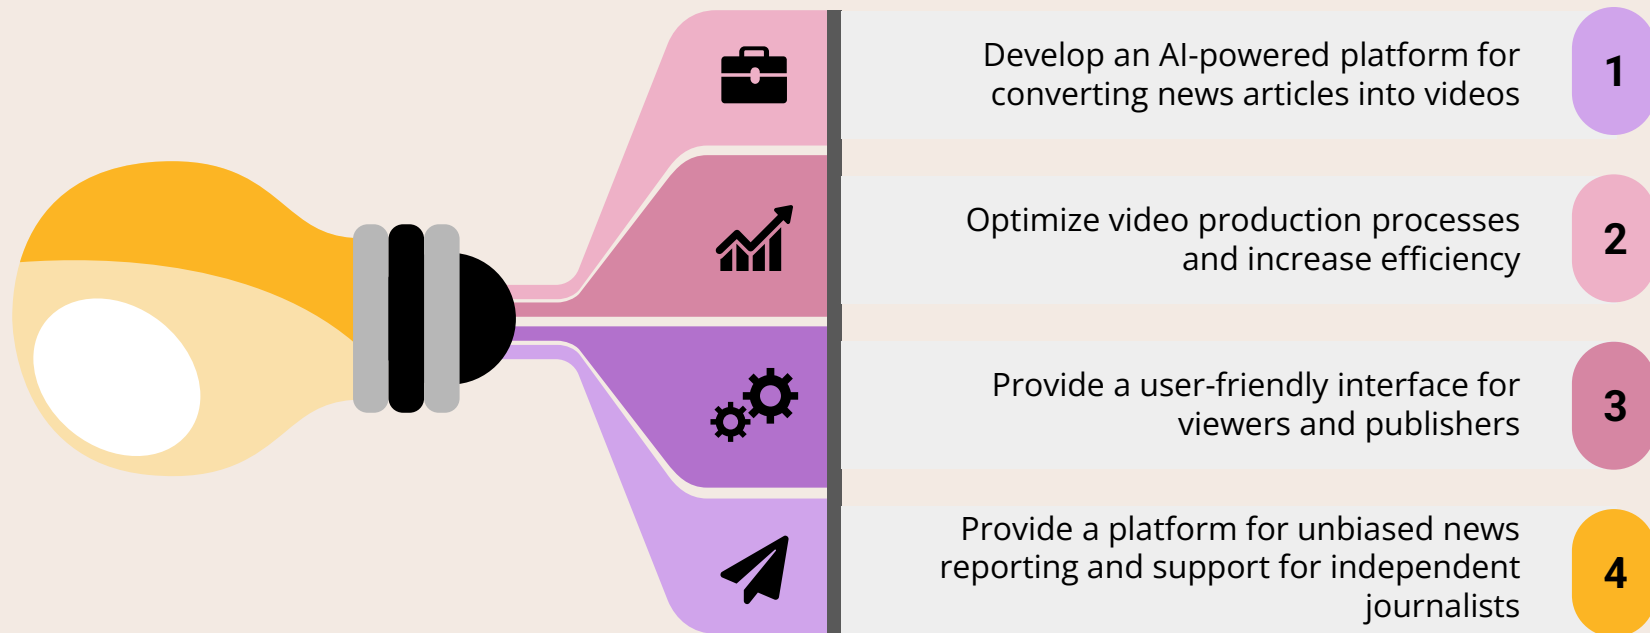 Develop an AI-powered platform for
converting news articles into videos
1
Optimize video production processes
and increase efficiency
2
Provide a user-friendly interface for
viewers and publishers
3
Provide a platform for unbiased news
reporting and support for independent
journalists
4